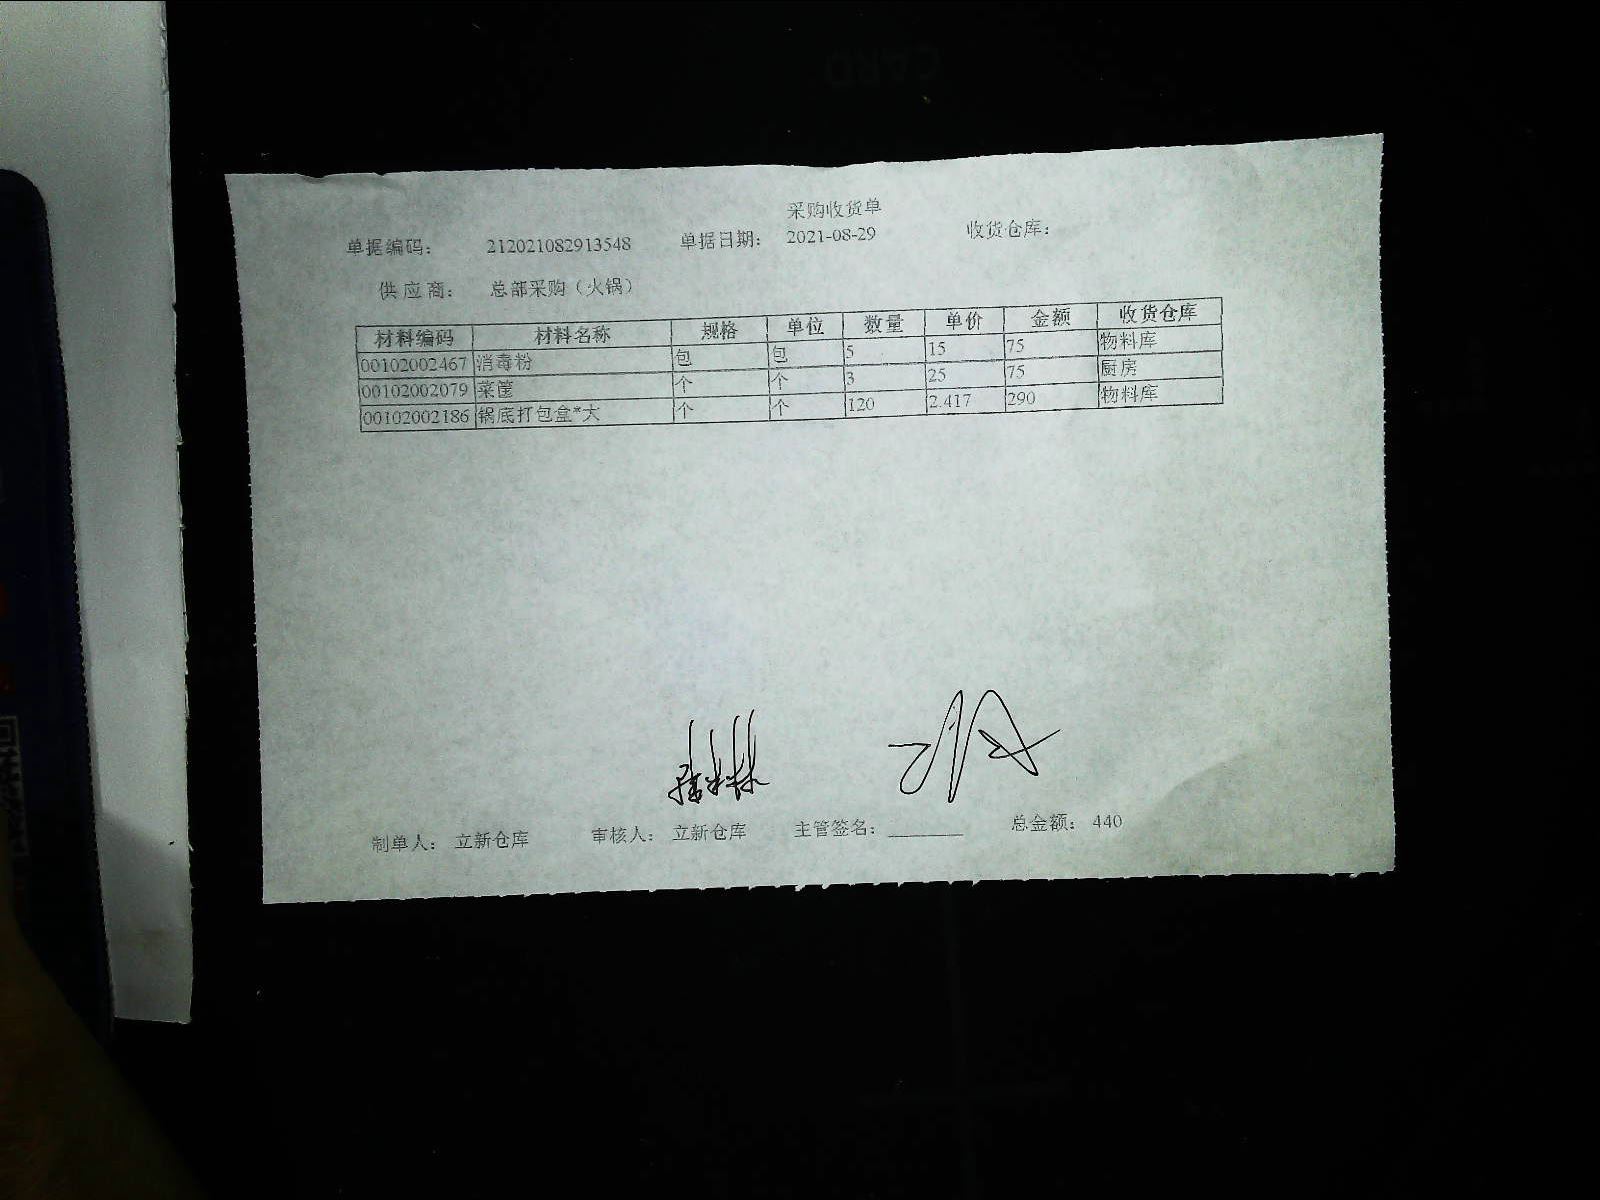 CARD
采购收货单
单据编码： 212021082913548 单据日期： 2021-08-29 收货仓库：
供 应 商： 总部采购（火锅）
材料编码 材料名称 规格 单位 数量 单价 金额 收货仓库
00102002467 消毒粉 包 包 5 15 75 物料库
00102002079 菜筐 个 个 3 25 75 厨房
00102002186 锅底打包盒*大 个 个 120 2.417 290 物料库
制单人： 立新仓库 审核人： 立新仓库 主管签名：________ 总金额： 440